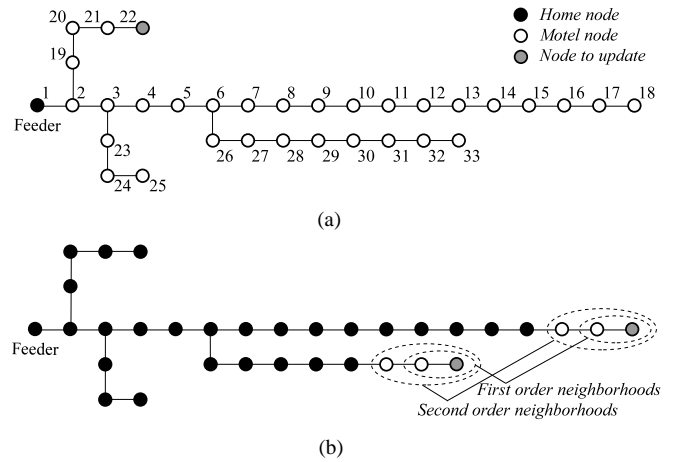 20 21 22
Home node
Motel node
Node to update
19
1 2 3 4 5 6 7 8 9 10 11 12 13 14 15 16 17 18
Feeder
23
26 27 28 29 30 31 32 33
24 25
(a)
Feeder
First order neighborhoods
Second order neighborhoods
(b)